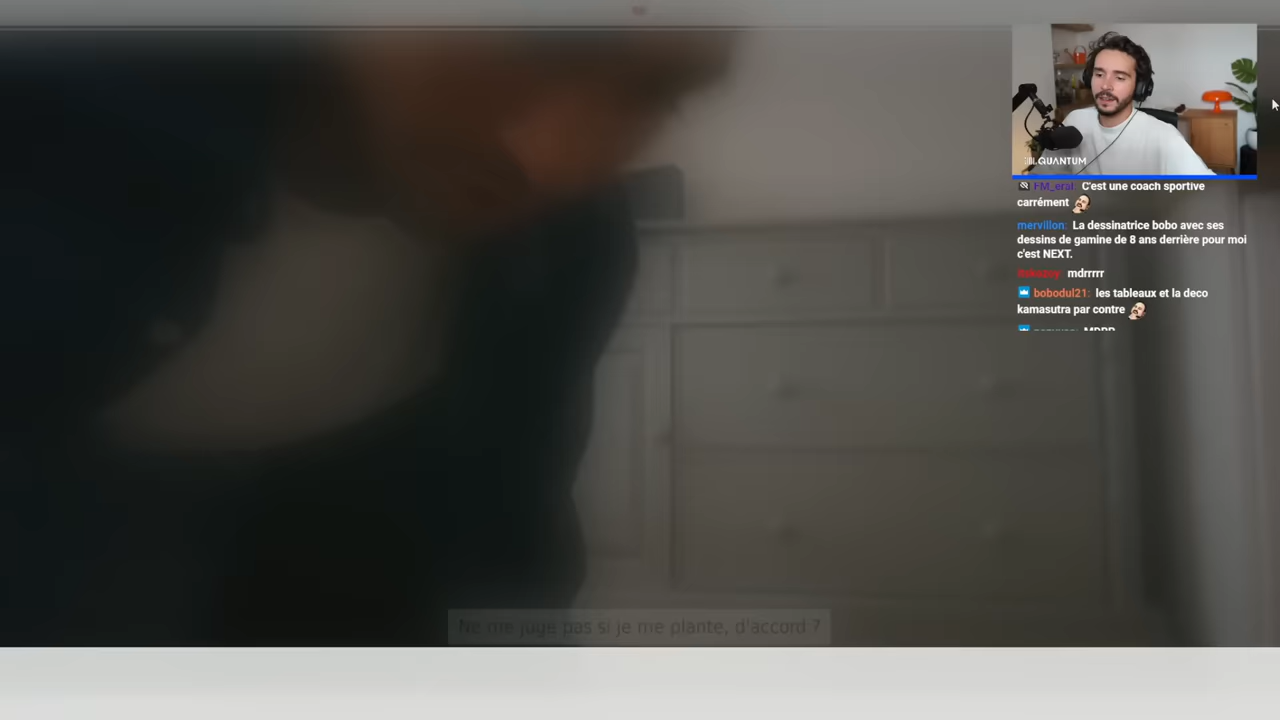 QUANTUM
FM_eral: C'est une coach sportive
carrément
mervillon: La dessinatrice bobo avec ses
dessins de gamine de 8 ans derrière pour moi
c'est NEXT.
mdrrrrr
bobodul21: les tableaux et la deco
kamasutra par contre
MDRR
Ne me juge pas si je me plante, d'accord ?